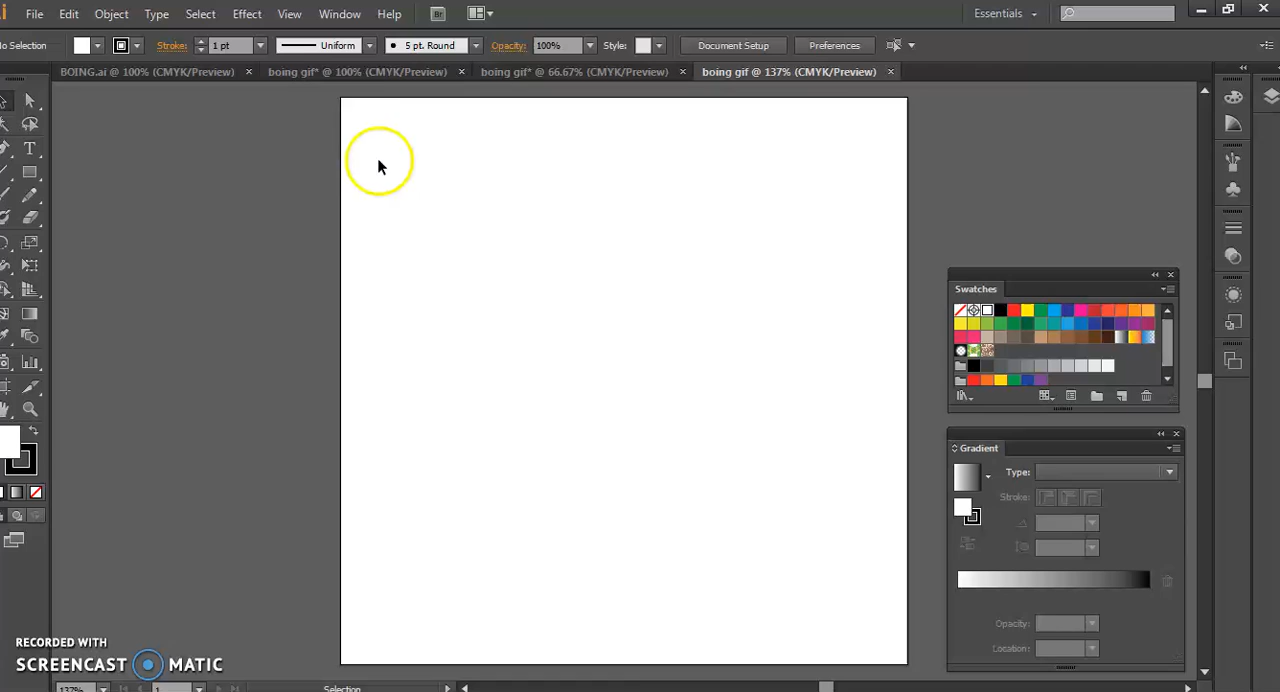 File Edit Object Type Select Effect View Window Help Br Essentials
No Selection Stroke: 1 pt Uniform 5 pt. Round Opacity: 100% Style: Document Setup Preferences
BOING.ai @ 100% (CMYK/Preview) × boing gif* @ 100% (CMYK/Preview) × boing gif* @ 66.67% (CMYK/Preview) × boing gif @ 137% (CMYK/Preview) ×
Swatches
Gradient
Type:
Stroke:
Opacity:
Location:
RECORDED WITH
SCREENCAST MATIC
137% 1 Selection